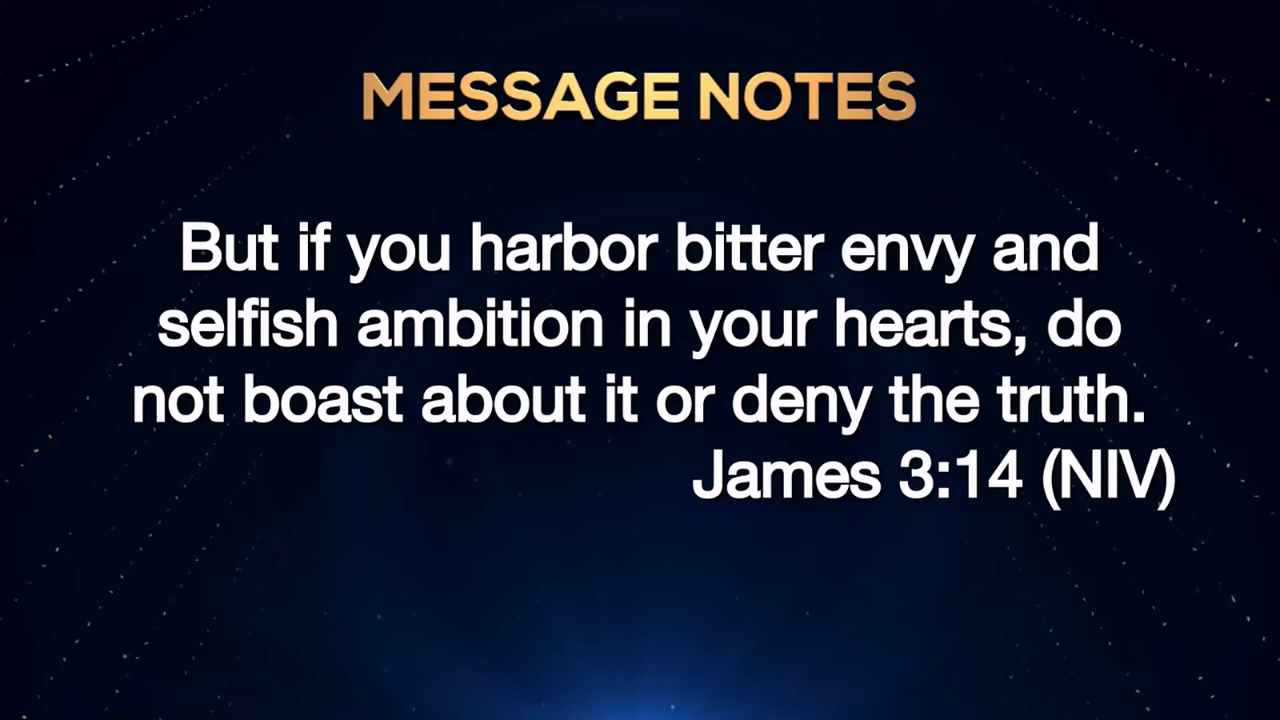 MESSAGE NOTES
But if you harbor bitter envy and
selfish ambition in your hearts, do
not boast about it or deny the truth.
James 3:14 (NIV)